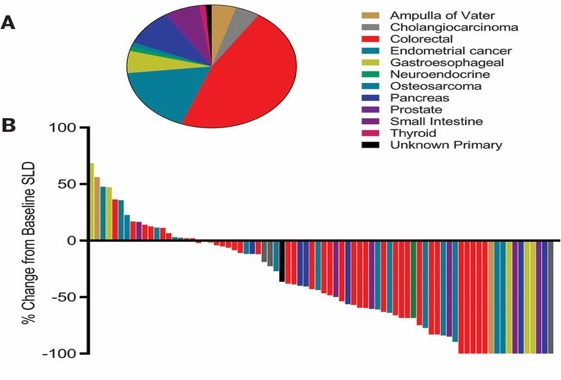 A
Ampulla of Vater
Cholangiocarcinoma
Colorectal
Endometrial cancer
Gastroesophageal
Neuroendocrine
Osteosarcoma
Pancreas
Prostate
Small Intestine
Thyroid
Unknown Primary
B
% Change from Baseline SLD
100
50
0
-50
-100